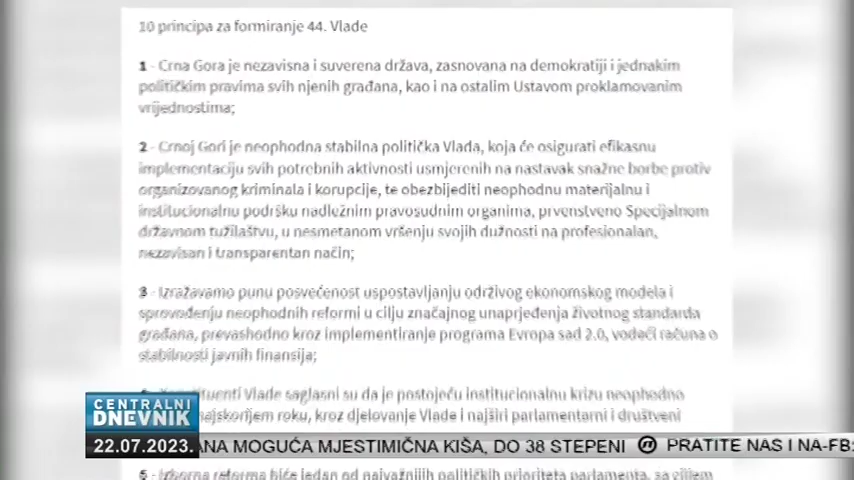 10 principa za formiranje 44. Vlade
1 - Crna Gora je nezavisna i suverena država, zasnovana na demokratiji i jednakim
političkim pravima svih njenih građana, kao i na ostalim Ustavom proklamovanim
vrijednostima;
2 - Crnoj Gori je neophodna stabilna politička Vlada, koja će osigurati efikasnu
implementaciju svih potrebnih aktivnosti usmjerenih na nastavak snažne borbe protiv
organizovanog kriminala i korupcije, te obezbijediti neophodnu materijalnu i
institucionalnu podršku nadležnim pravosudnim organima, prvenstveno Specijalnom
državnom tužilaštvu, u nesmetanom vršenju svojih dužnosti na profesionalan,
nezavisan i transparentan način;
3 - Izražavamo punu posvećenost uspostavljanju održivog ekonomskog modela i
sprovođenju neophodnih reformi u cilju značajnog unaprjeđenja životnog standarda
građana, prevashodno kroz implementiranje programa Evropa sad 2.0, vodeći računa o
stabilnosti javnih finansija;
Konstituenti Vlade saglasni su da je postojeću institucionalnu krizu neophodno
najskorijem roku, kroz djelovanje Vlade i najširi parlamentarni i društveni
5 - Izborna reforma biće jedan od najvažnijih političkih prioriteta parlamenta, sa ciljem
CENTRALNI
DNEVNIK
22.07.2023. ANA MOGUĆA MJESTIMIČNA KIŠA, DO 38 STEPENI PRATITE NAS I NA-FB: